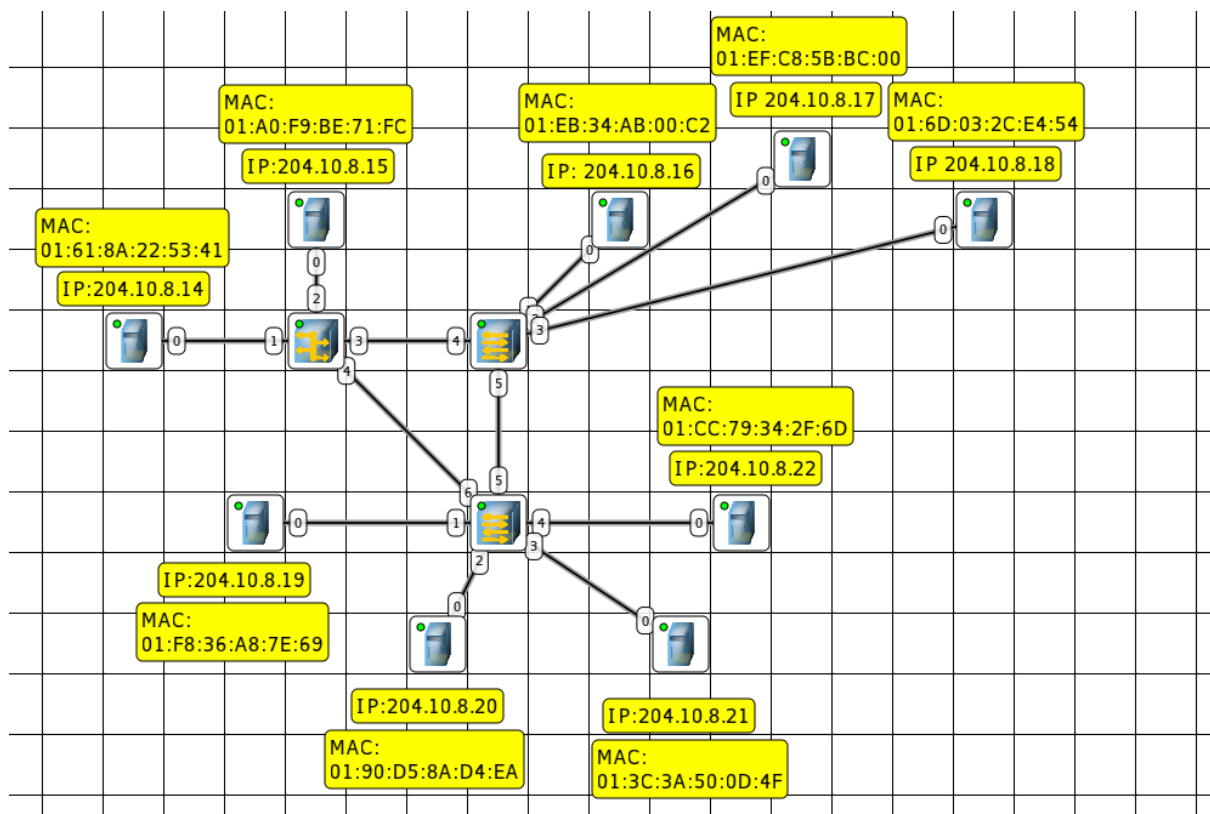 MAC:
01:EF:C8:5B:BC:00
IP 204.10.8.17
MAC:
01:A0:F9:BE:71:FC
IP:204.10.8.15
MAC:
01:EB:34:AB:00:C2
IP: 204.10.8.16
MAC:
01:6D:03:2C:E4:54
IP 204.10.8.18
MAC:
01:61:8A:22:53:41
IP:204.10.8.14
0
0
0
0
2
3
0
1
3
4
4
5
MAC:
01:CC:79:34:2F:6D
IP:204.10.8.22
5
6
0
1
4
0
3
2
0
0
IP:204.10.8.19
MAC:
01:F8:36:A8:7E:69
IP:204.10.8.20
MAC:
01:90:D5:8A:D4:EA
IP:204.10.8.21
MAC:
01:3C:3A:50:0D:4F